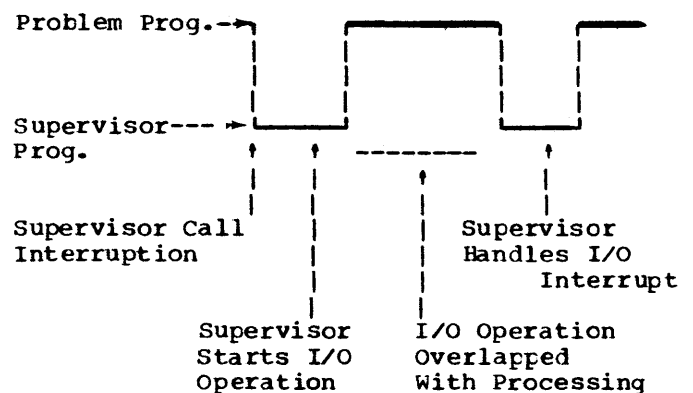 Problem Prog.
Supervisor
Prog.
Supervisor Call
Interruption
Supervisor
Handles I/O
Interrupt
Supervisor
Starts I/O
Operation
I/O Operation
Overlapped
With Processing